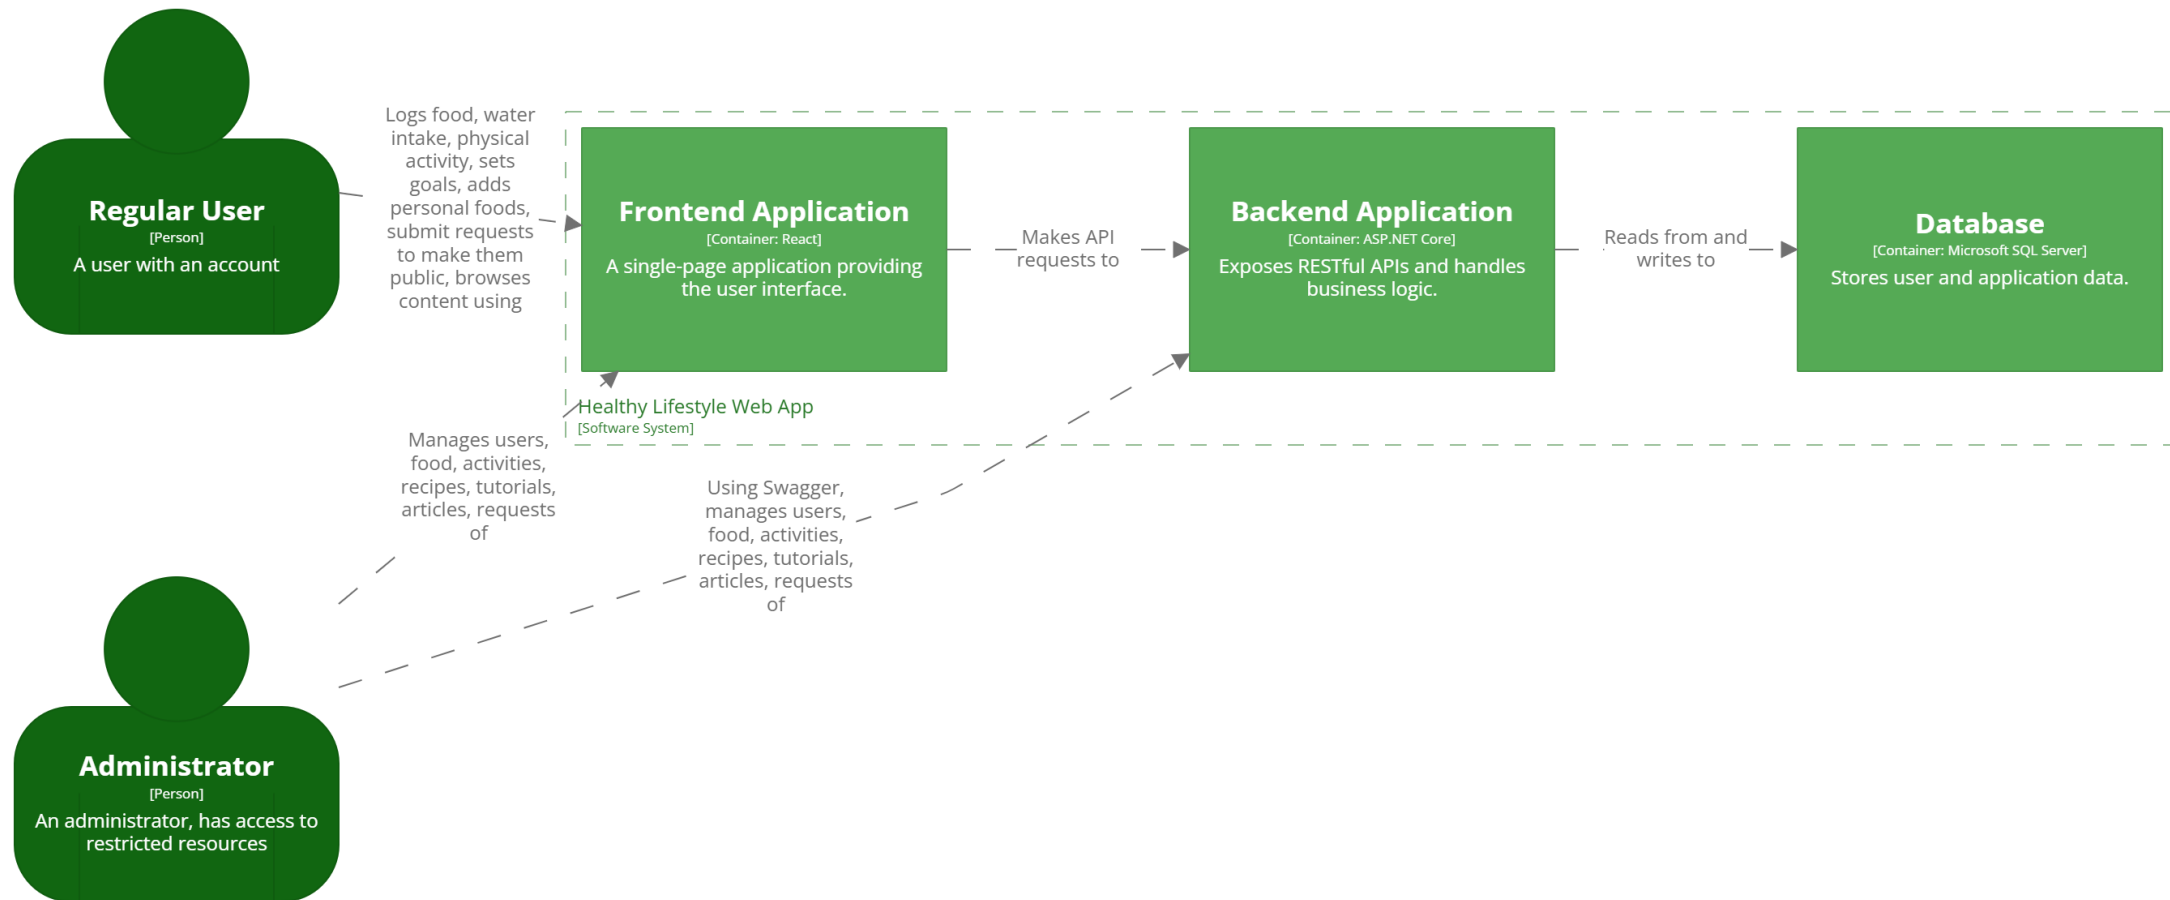 Regular User
[Person]
A user with an account
Logs food, water
intake, physical
activity, sets
goals, adds
personal foods,
submit requests
to make them
public, browses
content using
Frontend Application
[Container: React]
A single-page application providing
the user interface.
Makes API
requests to
Backend Application
[Container: ASP.NET Core]
Exposes RESTful APIs and handles
business logic.
Reads from and
writes to
Database
[Container: Microsoft SQL Server]
Stores user and application data.
Healthy Lifestyle Web App
[Software System]
Manages users,
food, activities,
recipes, tutorials,
articles, requests
of
Using Swagger,
manages users,
food, activities,
recipes, tutorials,
articles, requests
of
Administrator
[Person]
An administrator, has access to
restricted resources